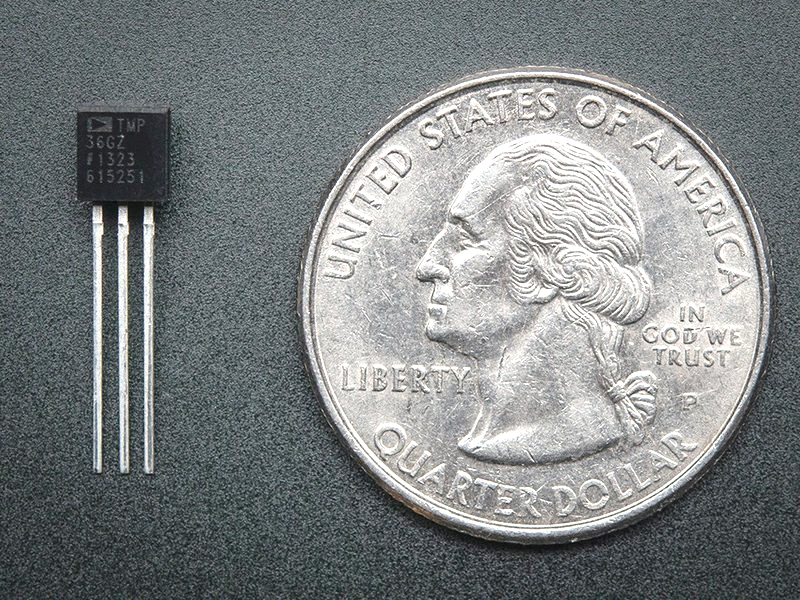 TMP
36GZ
#1323
615251
UNITED STATES OF AMERICA
LIBERTY
IN
GOD WE
TRUST
P
QUARTER DOLLAR